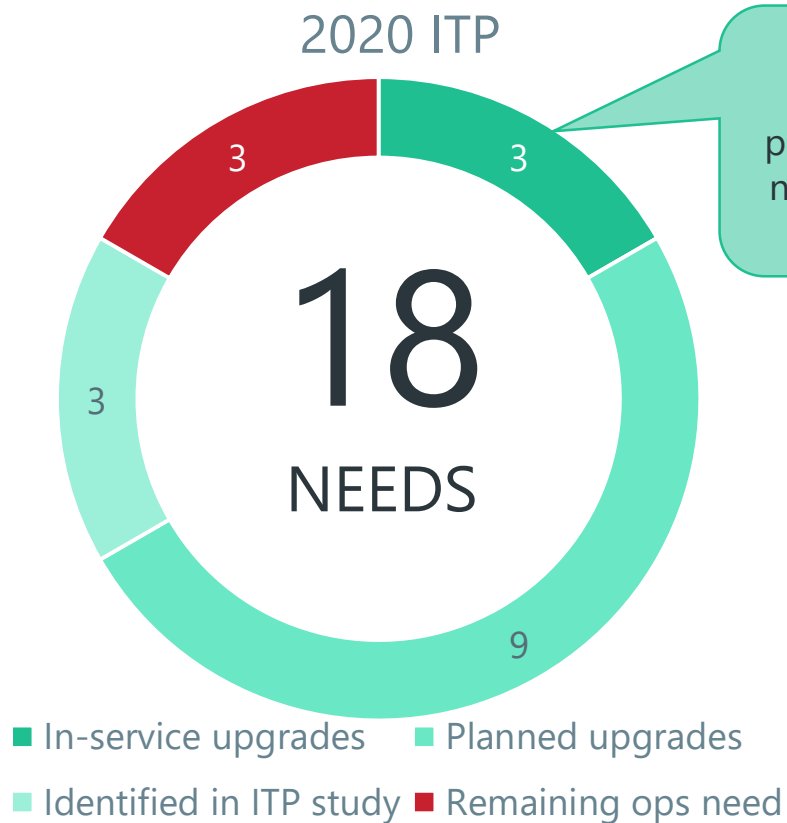 2020 ITP
3
3
18
3
NEEDS
9
In-service upgrades
Planned upgrades
Identified in ITP study
Remaining ops need